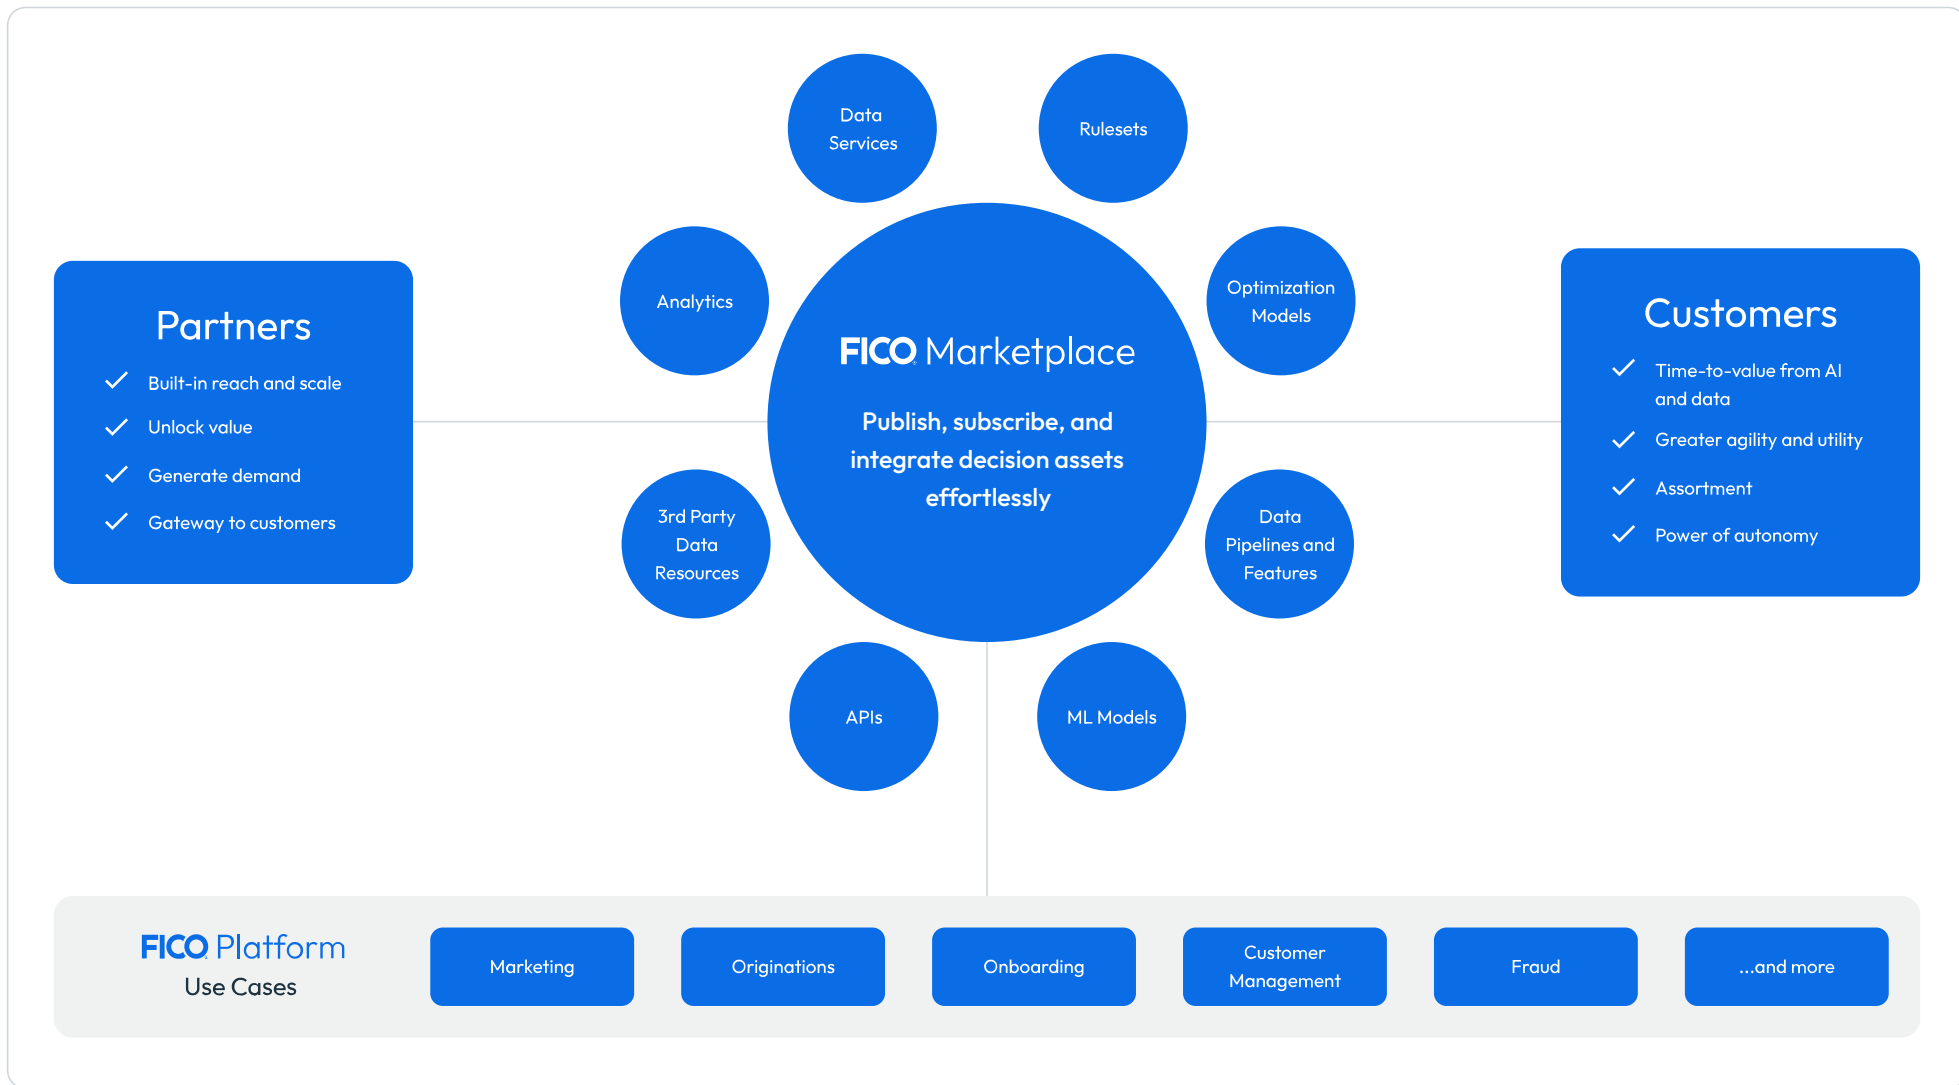 Data
Services
Rulesets
Analytics
Optimization
Models
Partners
Built-in reach and scale
Unlock value
Generate demand
Gateway to customers
FICO Marketplace
Publish, subscribe, and
integrate decision assets
effortlessly
Customers
Time-to-value from AI
and data
Greater agility and utility
Assortment
Power of autonomy
3rd Party
Data
Resources
Data
Pipelines and
Features
APIs
ML Models
FICO Platform
Use Cases
Marketing
Originations
Onboarding
Customer
Management
Fraud
...and more